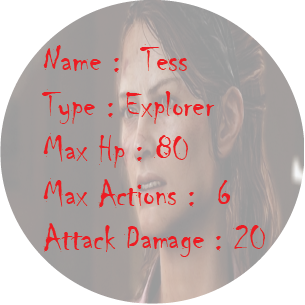 Name : Tess
Type : Explorer
Max Hp : 80
Max Actions : 6
Attack Damage : 20